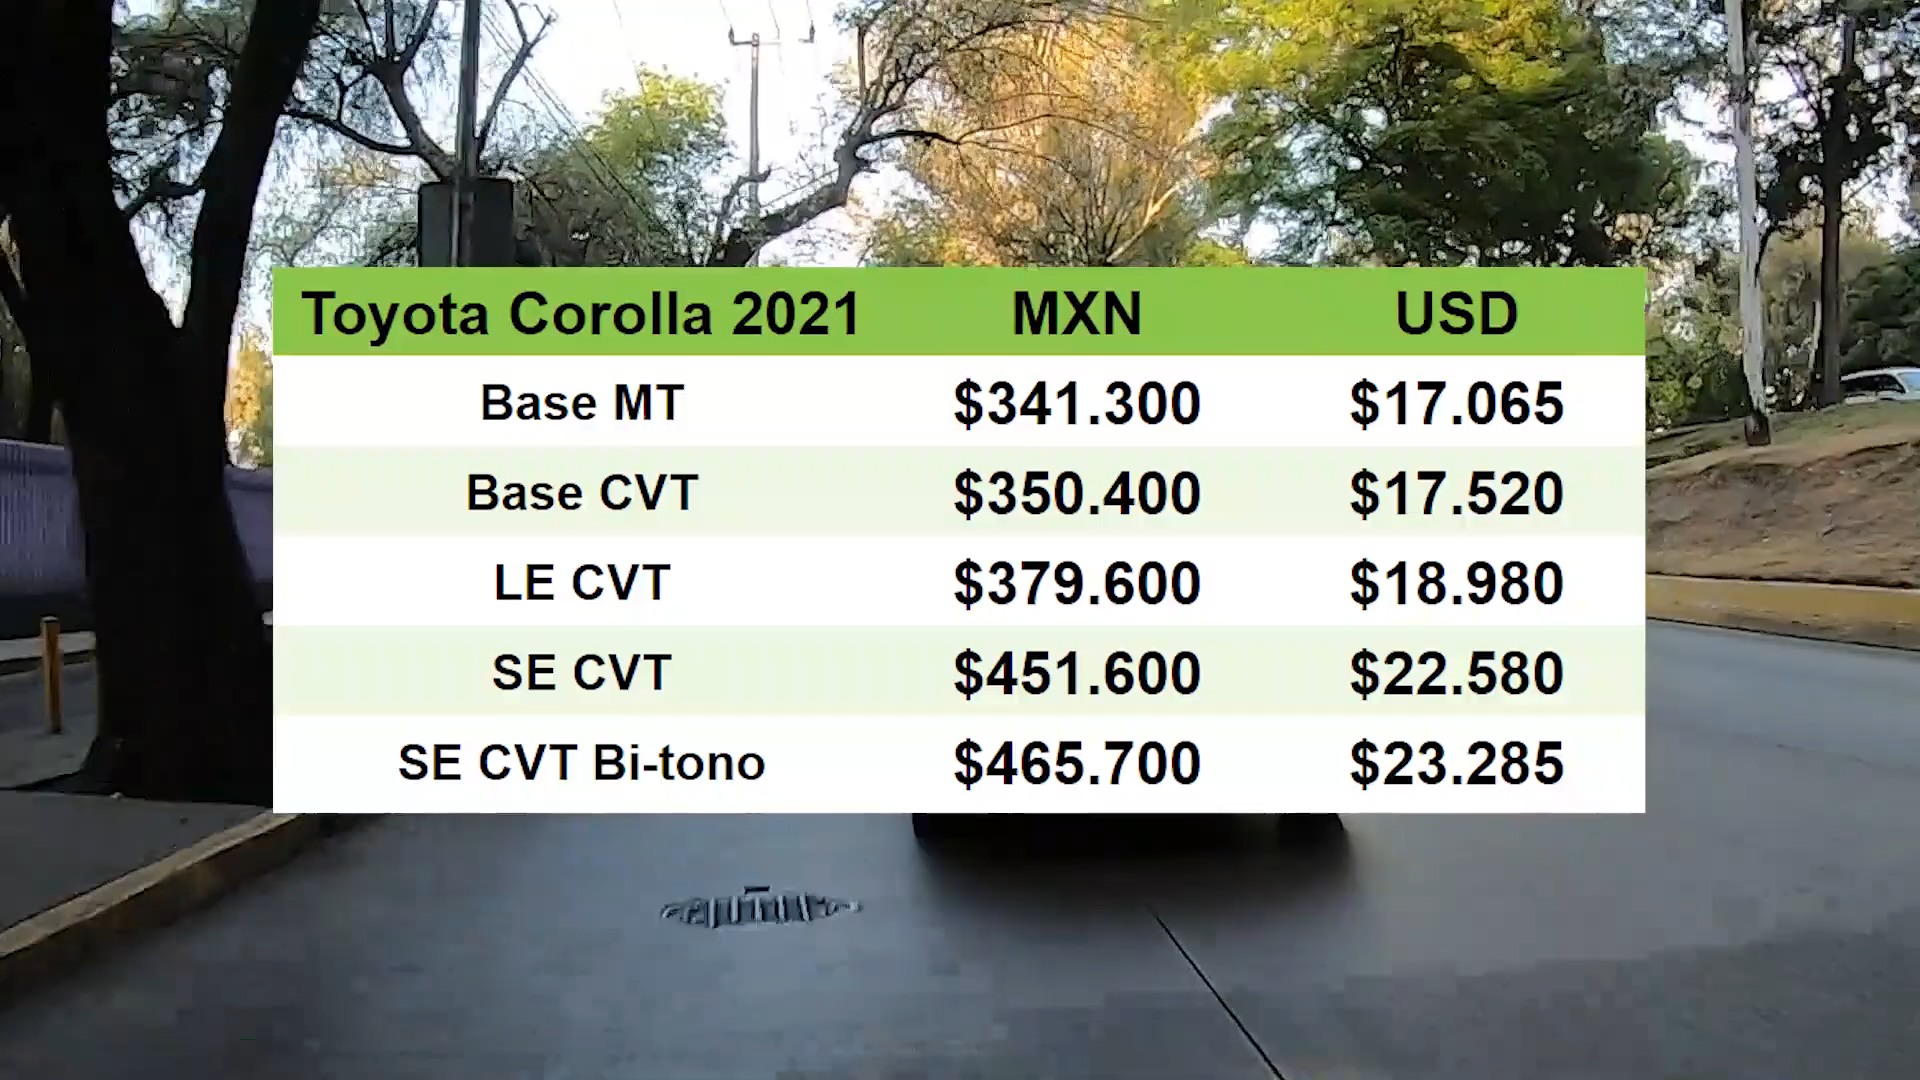 Toyota Corolla 2021 MXN USD
Base MT $341.300 $17.065
Base CVT $350.400 $17.520
LE CVT $379.600 $18.980
SE CVT $451.600 $22.580
SE CVT Bi-tono $465.700 $23.285